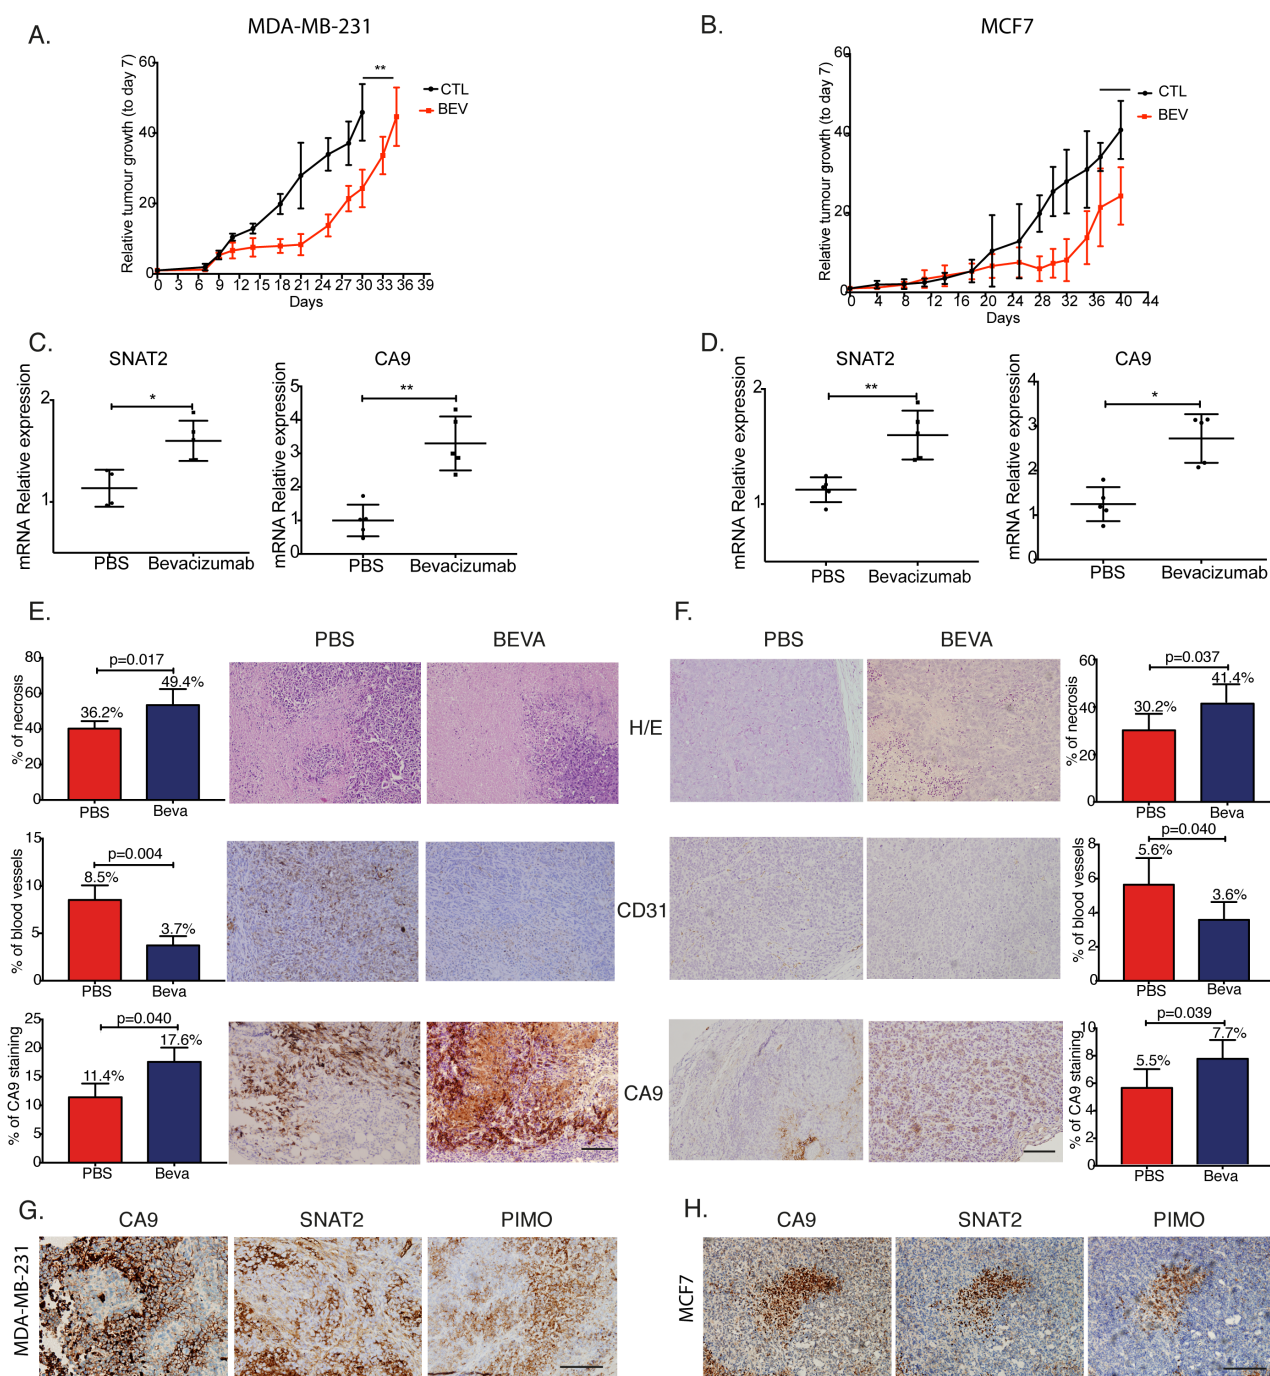 A.
MDA-MB-231
Relative tumour growth (to day 7)
60
40
20
0
0 3 6 9 12 15 18 21 24 27 30 33 36 39
Days
**
CTL
BEV
B.
MCF7
Relative tumour growth (to day 7)
60
40
20
0
0 4 8 12 16 20 24 28 32 36 40 44
Days
CTL
BEV
C.
SNAT2
mRNA Relative expression
2
1
*
PBS Bevacizumab
CA9
mRNA Relative expression
5
4
3
2
1
0
**
PBS Bevacizumab
D.
SNAT2
mRNA Relative expression
2
1
**
PBS Bevacizumab
CA9
mRNA Relative expression
4
3
2
1
0
*
PBS Bevacizumab
E.
PBS BEVA
% of necrosis
80
60
40
20
0
p=0.017
36.2%
49.4%
PBS Beva
% of blood vessels
15
10
5
0
p=0.004
8.5%
3.7%
PBS Beva
% of CA9 staining
25
20
15
10
5
0
p=0.040
11.4%
17.6%
PBS Beva
H/E
CD31
CA9
F.
PBS BEVA
% of necrosis
60
40
20
0
p=0.037
30.2%
41.4%
PBS Beva
% of blood vessels
8
6
4
2
0
p=0.040
5.6%
3.6%
PBS Beva
% of CA9 staining
10
8
6
4
2
0
p=0.039
5.5%
7.7%
PBS Beva
G.
CA9 SNAT2 PIMO
MDA-MB-231
H.
CA9 SNAT2 PIMO
MCF7